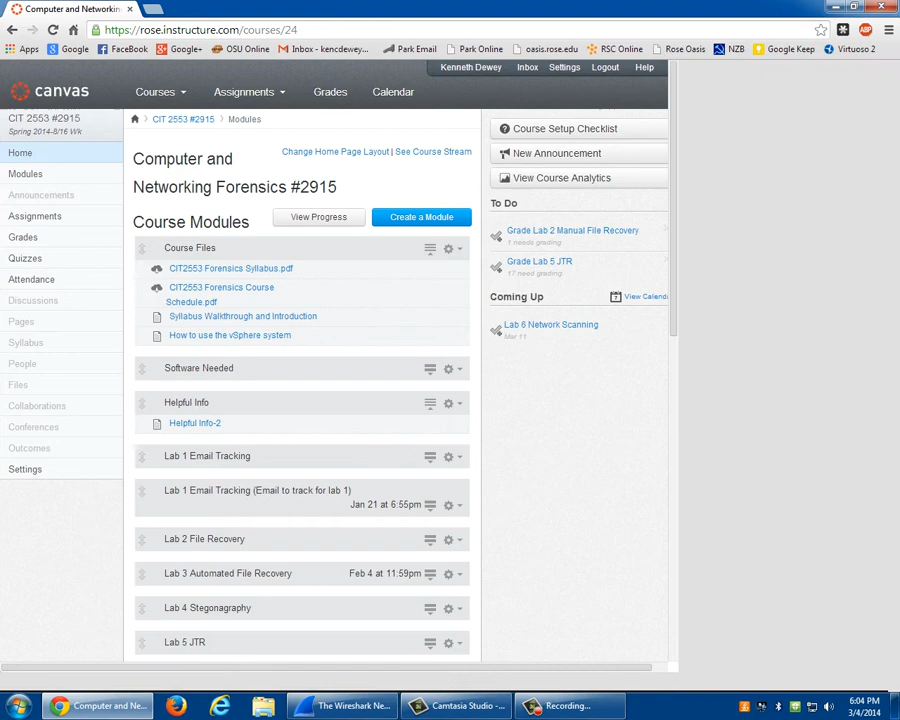 Computer and Networkin
https://rose.instructure.com/courses/24
Apps
Google
FaceBook
Google+
OSU Online
Inbox - kencdewey...
Park Email
Park Online
oasis.rose.edu
RSC Online
Rose Oasis
NZB
Google Keep
Virtuoso 2
Kenneth Dewey
Inbox
Settings
Logout
Help
canvas
Courses
Assignments
Grades
Calendar
CIT 2553 #2915
Spring 2014-8/16 Wk
Home
Modules
Announcements
Assignments
Grades
Quizzes
Attendance
Discussions
Pages
Syllabus
People
Files
Collaborations
Conferences
Outcomes
Settings
CIT 2553 #2915
Modules
Computer and
Networking Forensics #2915
Change Home Page Layout | See Course Stream
Course Modules
View Progress
Create a Module
Course Files
CIT2553 Forensics Syllabus.pdf
CIT2553 Forensics Course
Schedule.pdf
Syllabus Walkthrough and Introduction
How to use the vSphere system
Software Needed
Helpful Info
Helpful Info-2
Lab 1 Email Tracking
Lab 1 Email Tracking (Email to track for lab 1)
Jan 21 at 6:55pm
Lab 2 File Recovery
Lab 3 Automated File Recovery
Feb 4 at 11:59pm
Lab 4 Stegonagraphy
Lab 5 JTR
Course Setup Checklist
New Announcement
View Course Analytics
To Do
Grade Lab 2 Manual File Recovery
1 needs grading
Grade Lab 5 JTR
17 need grading
Coming Up
View Calend
Lab 6 Network Scanning
Mar 11
Computer and Ne...
The Wireshark Ne...
Camtasia Studio -...
Recording...
6:04 PM
3/4/2014